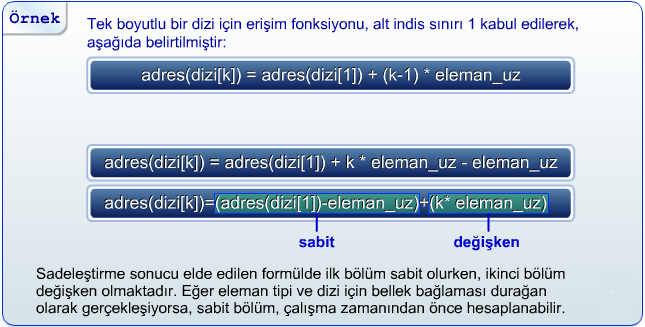 Örnek
Tek boyutlu bir dizi için erişim fonksiyonu, alt indis sınırı 1 kabul edilerek,
aşağıda belirtilmiştir:
adres(dizi[k]) = adres(dizi[1]) + (k-1) * eleman_uz
adres(dizi[k]) = adres(dizi[1]) + k * eleman_uz - eleman_uz
adres(dizi[k])=(adres(dizi[1])-eleman_uz)+(k* eleman_uz)
sabit değişken
Sadeleştirme sonucu elde edilen formülde ilk bölüm sabit olurken, ikinci bölüm
değişken olmaktadır. Eğer eleman tipi ve dizi için bellek bağlaması durağan
olarak gerçekleşiyorsa, sabit bölüm, çalışma zamanından önce hesaplanabilir.